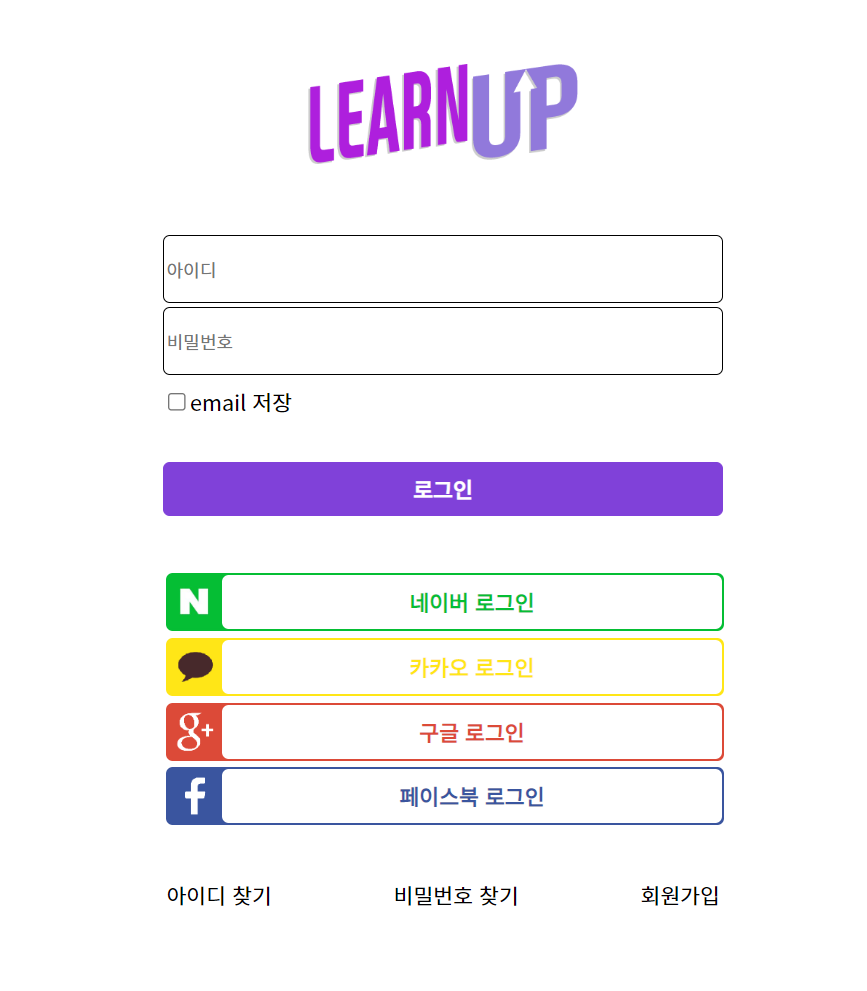 LEARNUP
아이디
비밀번호
email 저장
로그인
N 네이버 로그인
카카오 로그인
g+ 구글 로그인
f 페이스북 로그인
아이디 찾기 비밀번호 찾기 회원가입